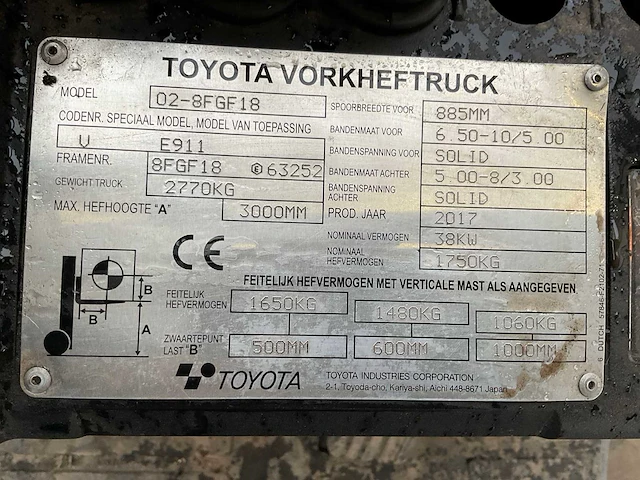 TOYOTA VORKHEFTRUCK
MODEL 02-8FGF18
CODENR. SPECIAAL MODEL, MODEL VAN TOEPASSING
V E911
FRAMENR. 8FGF18 Ⓔ63252
GEWICHT TRUCK 2770KG
MAX. HEFHOOGTE "A" 3000MM
SPOORBREEDTE VOOR 885MM
BANDENMAAT VOOR 6.50-10/5.00
BANDENSPANNING VOOR SOLID
BANDENMAAT ACHTER 5.00-8/3.00
BANDENSPANNING ACHTER SOLID
PROD. JAAR 2017
NOMINAAL VERMOGEN 38KW
NOMINAAL HEFVERMOGEN 1750KG
CE
B
B
A
FEITELIJK HEFVERMOGEN MET VERTICALE MAST ALS AANGEGEVEN
FEITELIJK HEFVERMOGEN 1650KG 1480KG 1060KG
ZWAARTEPUNT LAST "B" 500MM 600MM 1000MM
TOYOTA
TOYOTA INDUSTRIES CORPORATION
2-1, Toyoda-cho, Kariya-shi, Aichi 448-8671 Japan